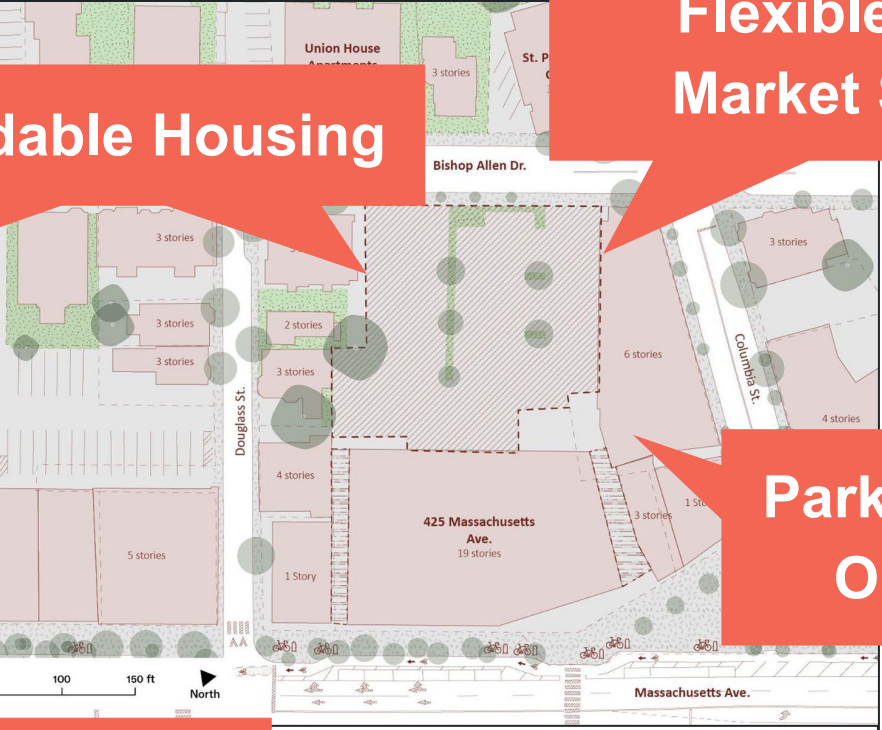 Flexible
Market S
Union House
Apartments
3 stories
St. P
dable Housing
Bishop Allen Dr.
3 stories
3 stories
2 stories
3 stories
3 stories
3 stories
6 stories
Columbia St.
4 stories
Douglass St.
4 stories
425 Massachusetts
Ave.
19 stories
3 stories
1 Sto
Park
O
5 stories
1 Story
100
150 ft
North
Massachusetts Ave.